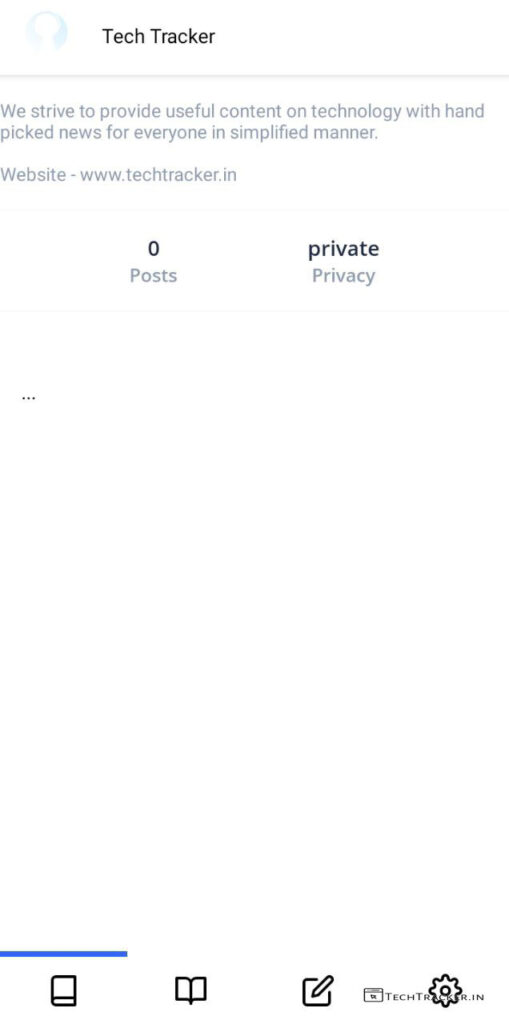 Tech Tracker
We strive to provide useful content on technology with hand
picked news for everyone in simplified manner.
Website - www.techtracker.in
0 private
Posts Privacy
...
TechTracker.in